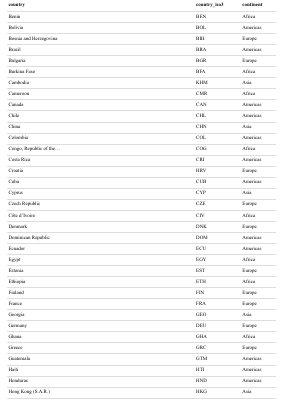 country country_iso3 continent
Benin BEN Africa
Bolivia BOL Americas
Bosnia and Herzegovina BIH Europe
Brazil BRA Americas
Bulgaria BGR Europe
Burkina Faso BFA Africa
Cambodia KHM Asia
Cameroon CMR Africa
Canada CAN Americas
Chile CHL Americas
China CHN Asia
Colombia COL Americas
Congo, Republic of the... COG Africa
Costa Rica CRI Americas
Croatia HRV Europe
Cuba CUB Americas
Cyprus CYP Asia
Czech Republic CZE Europe
Côte d'Ivoire CIV Africa
Denmark DNK Europe
Dominican Republic DOM Americas
Ecuador ECU Americas
Egypt EGY Africa
Estonia EST Europe
Ethiopia ETH Africa
Finland FIN Europe
France FRA Europe
Georgia GEO Asia
Germany DEU Europe
Ghana GHA Africa
Greece GRC Europe
Guatemala GTM Americas
Haiti HTI Americas
Honduras HND Americas
Hong Kong (S.A.R.) HKG Asia